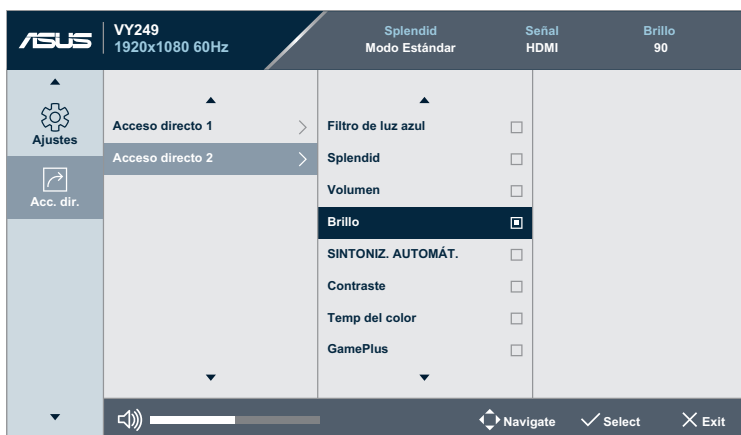 ASUS
VY249
1920x1080 60Hz
Splendid
Modo Estándar
Señal
HDMI
Brillo
90
Ajustes
Acc. dir.
Acceso directo 1
Acceso directo 2
Filtro de luz azul
Splendid
Volumen
Brillo
SINTONIZ. AUTOMÁT.
Contraste
Temp del color
GamePlus
Navigate
Select
Exit